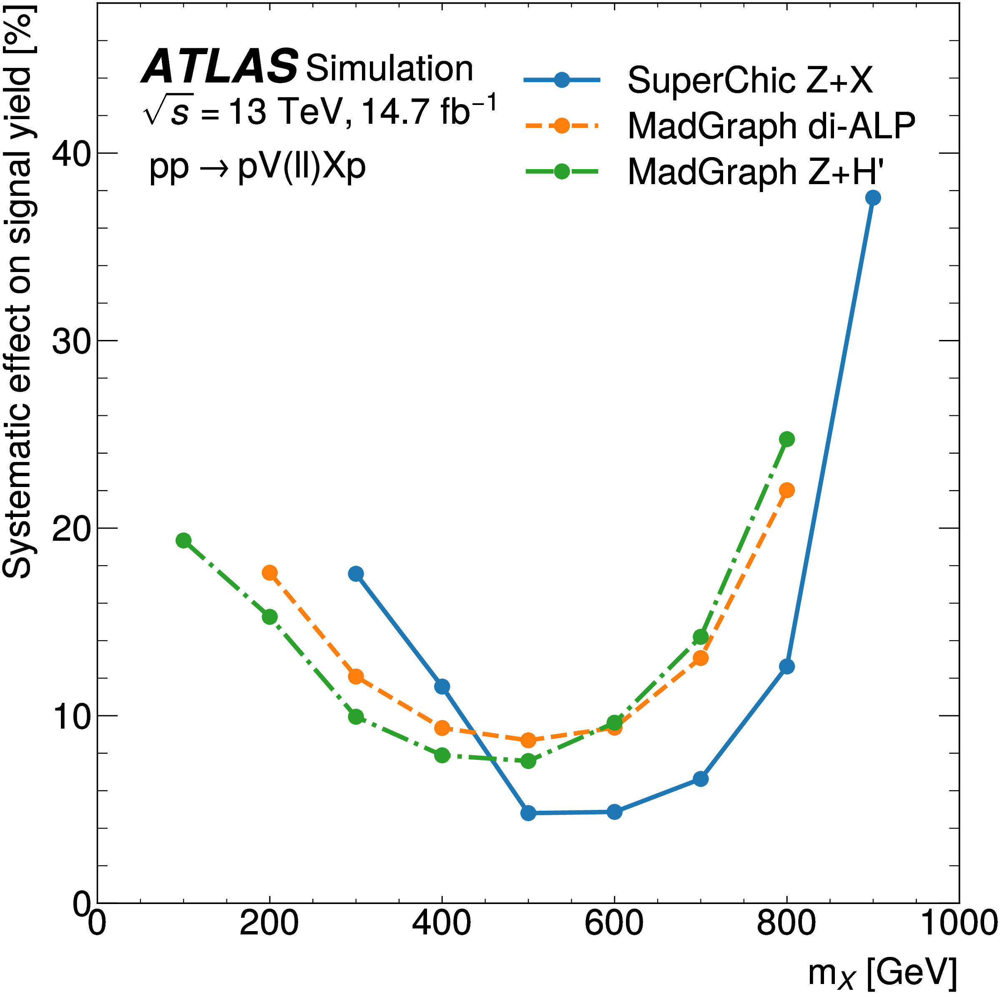 Systematic effect on signal yield [%]
ATLAS Simulation
√s = 13 TeV, 14.7 fb⁻¹
pp → pV(ll)Xp
SuperChic Z+X
MadGraph di-ALP
MadGraph Z+H'
40
30
20
10
0
0 200 400 600 800 1000
mX [GeV]